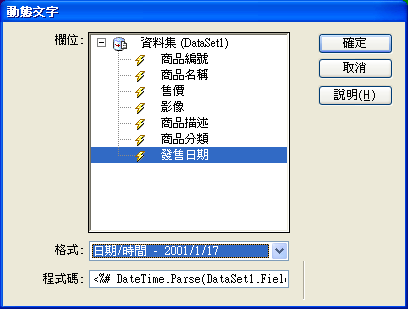 動態文字
欄位:
資料集 (DataSet1)
商品編號
商品名稱
售價
影像
商品描述
商品分類
發售日期
確定
取消
說明(H)
格式: 日期/時間 - 2001/1/17
程式碼: <%# DateTime.Parse(DataSet1.Fiel